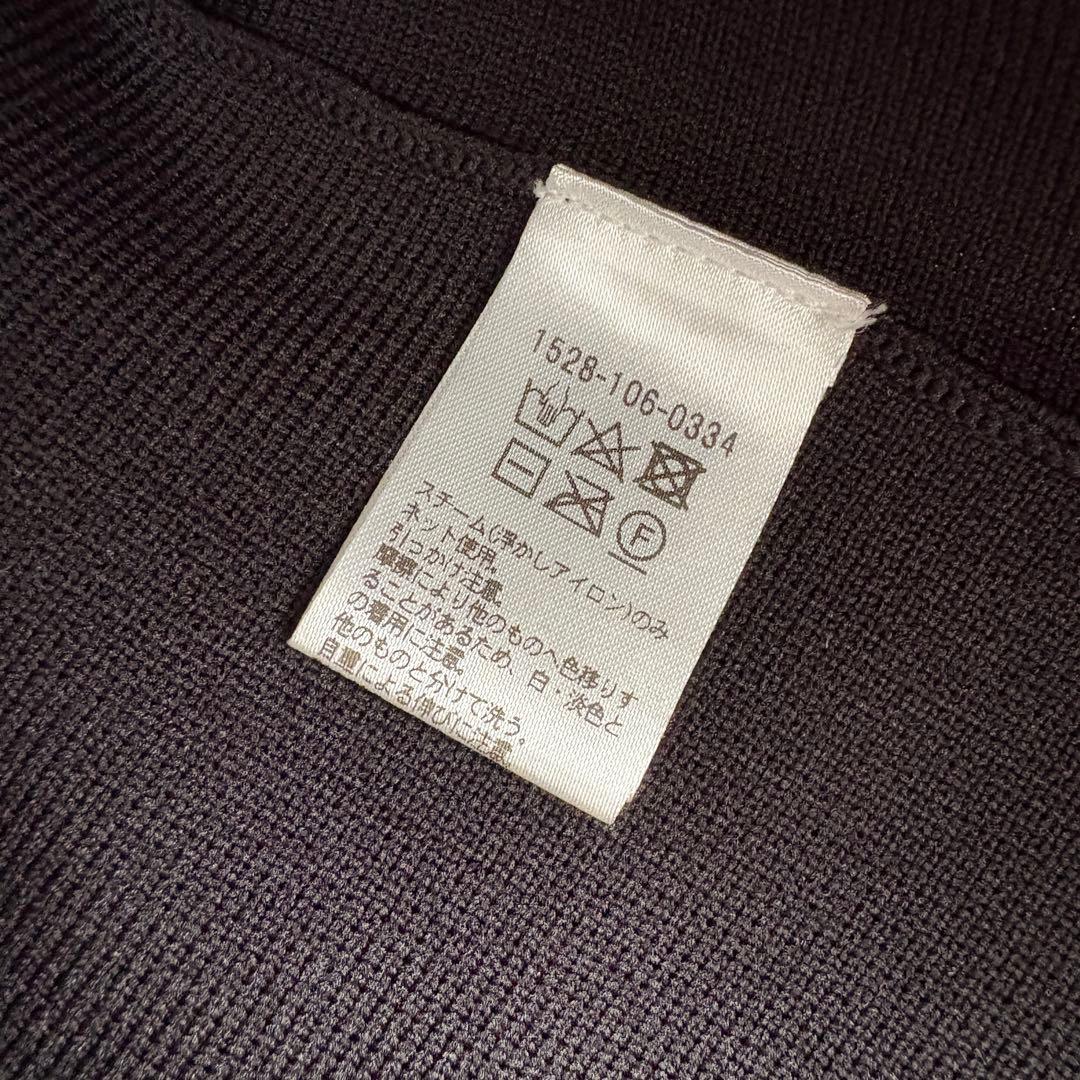 1528-106-0334
F
スチーム(浮かしアイロン)のみ
ネット使用。
引っかけ注意。
摩擦により他のものへ色移りす
ることがあるため、白・淡色と
の着用に注意。
他のものと分けて洗う。
自重による伸びに注意。